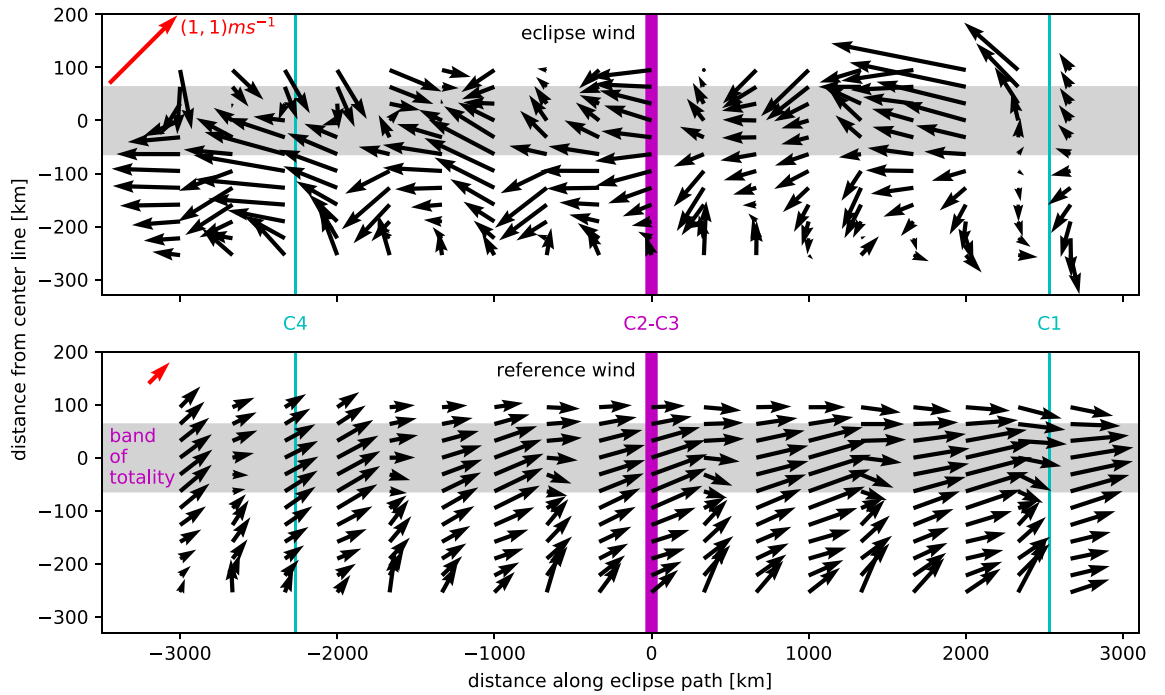 200
100
0
−100
−200
−300
(1, 1)ms⁻¹
eclipse wind
C4
C2-C3
C1
distance from center line [km]
200
100
0
−100
−200
−300
reference wind
band
of
totality
−3000
−2000
−1000
0
1000
2000
3000
distance along eclipse path [km]